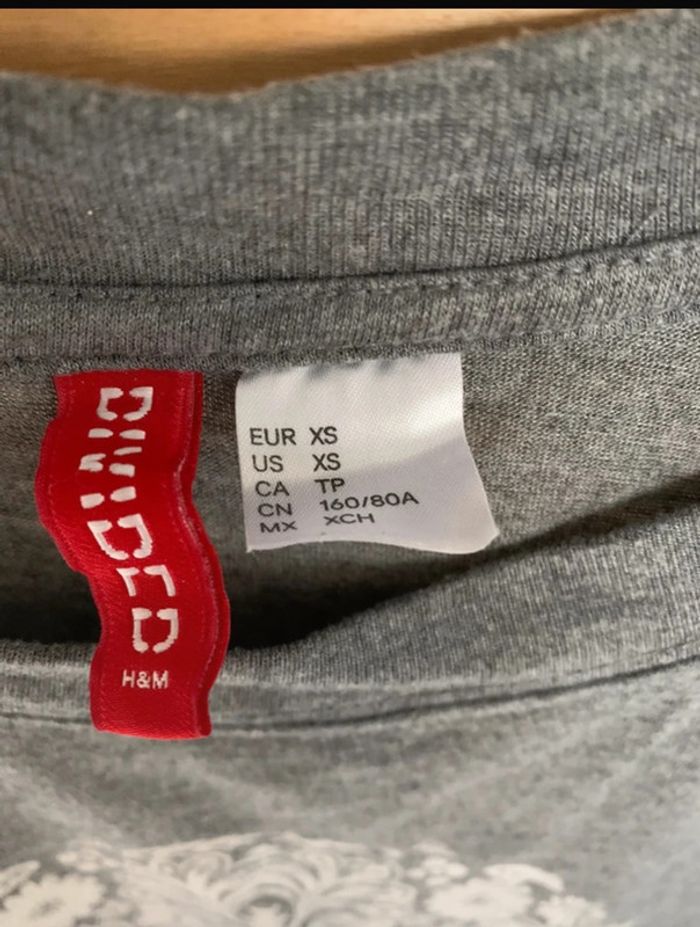 DIVIDED
H&M
EUR XS
US XS
CA TP
CN 160/80A
MX XCH